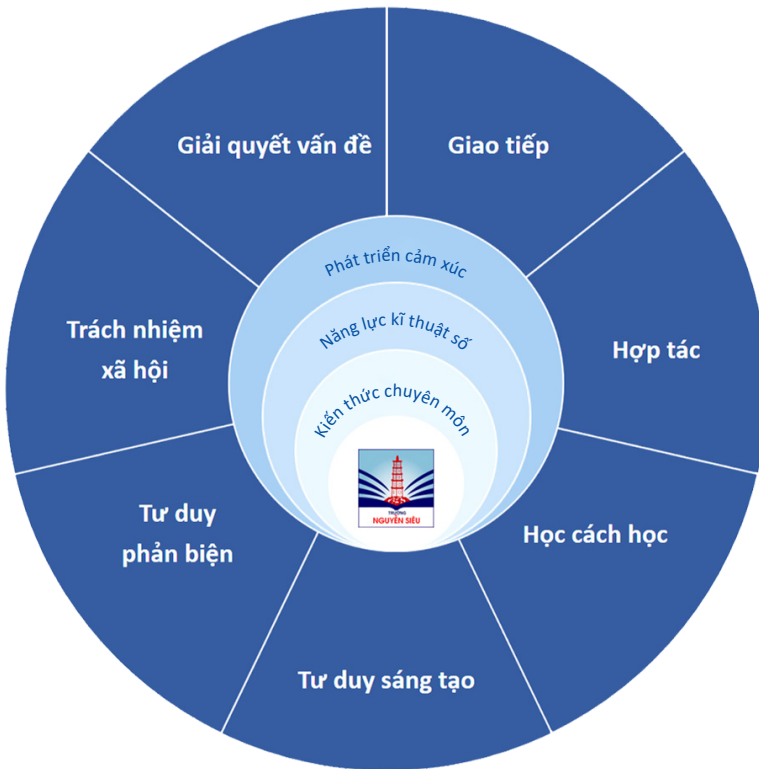 Giải quyết vấn đề
Giao tiếp
Trách nhiệm
xã hội
Hợp tác
Tư duy
phản biện
Học cách học
Tư duy sáng tạo
Phát triển cảm xúc
Năng lực kĩ thuật số
Kiến thức chuyên môn
TRƯỜNG
NGUYỄN SIÊU